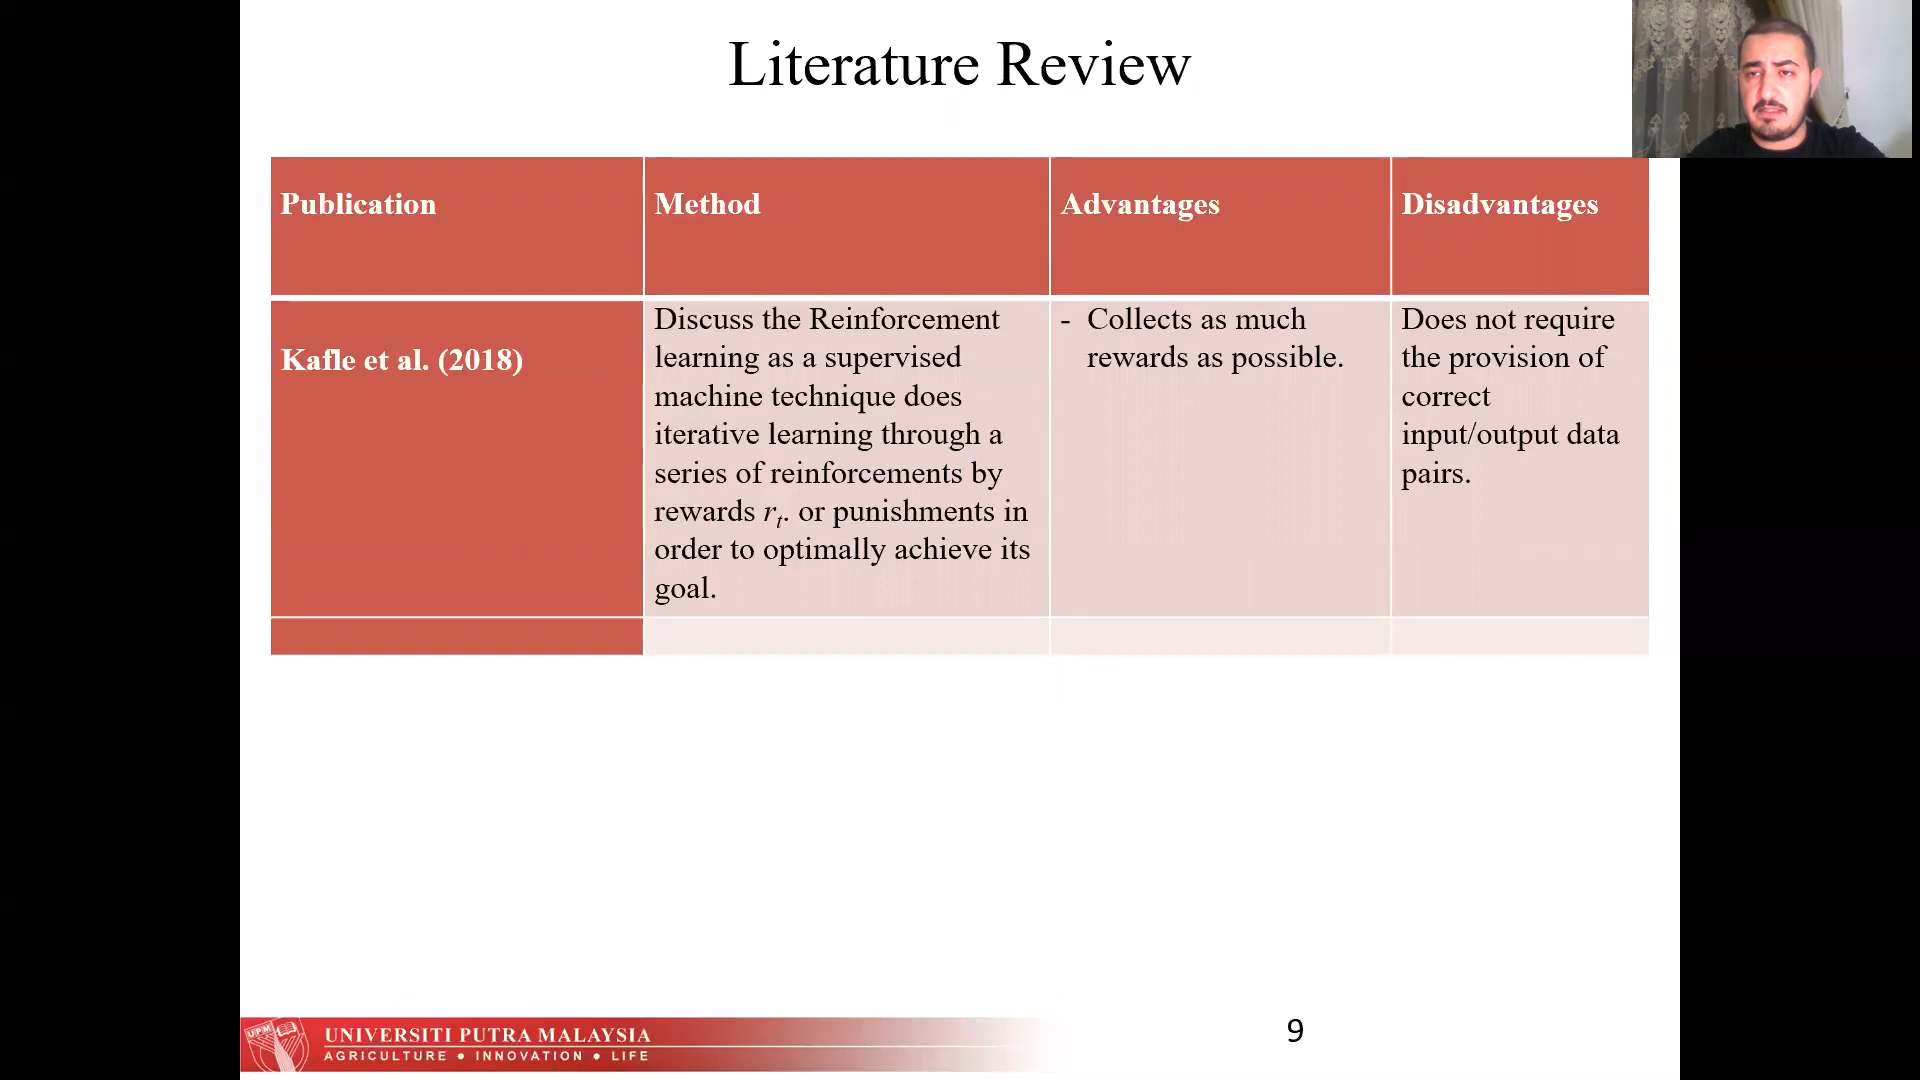 Literature Review
Publication
Method
Advantages
Disadvantages
Kafle et al. (2018)
Discuss the Reinforcement
learning as a supervised
machine technique does
iterative learning through a
series of reinforcements by
rewards rt. or punishments in
order to optimally achieve its
goal.
- Collects as much
rewards as possible.
Does not require
the provision of
correct
input/output data
pairs.
UPM
UNIVERSITI PUTRA MALAYSIA
AGRICULTURE • INNOVATION • LIFE
9